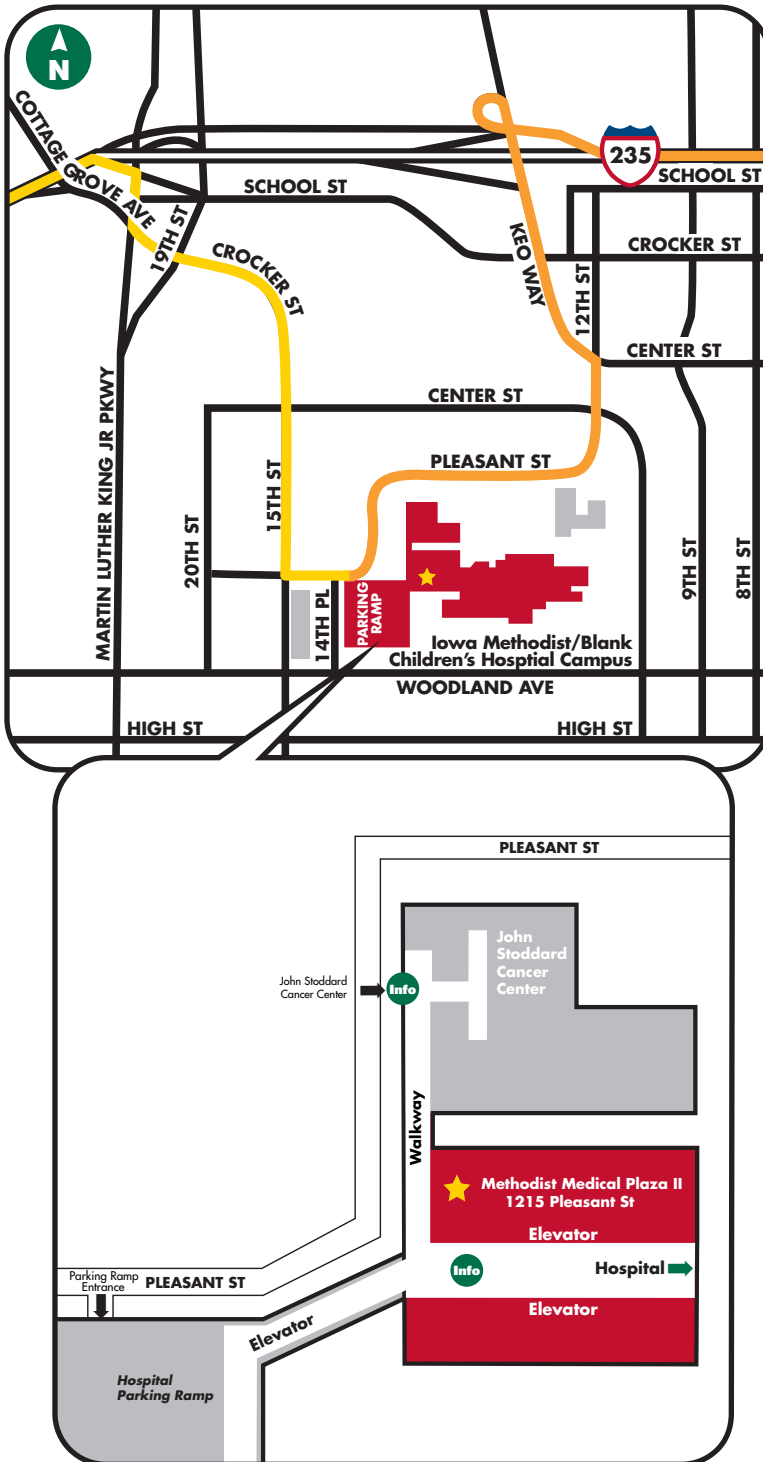 N
COTTAGE GROVE AVE
235
SCHOOL ST
SCHOOL ST
19TH ST
CROCKER ST
KEO WAY
12TH ST
CROCKER ST
CENTER ST
CENTER ST
MARTIN LUTHER KING JR PKWY
20TH ST
15TH ST
PLEASANT ST
9TH ST
8TH ST
14TH PL
PARKING
RAMP
Iowa Methodist/Blank
Children's Hosptial Campus
WOODLAND AVE
HIGH ST
HIGH ST
PLEASANT ST
John
Stoddard
Cancer
Center
John Stoddard
Cancer Center
Info
Walkway
Methodist Medical Plaza II
1215 Pleasant St
Elevator
Info
Hospital
Elevator
Parking Ramp
Entrance
PLEASANT ST
Elevator
Hospital
Parking Ramp